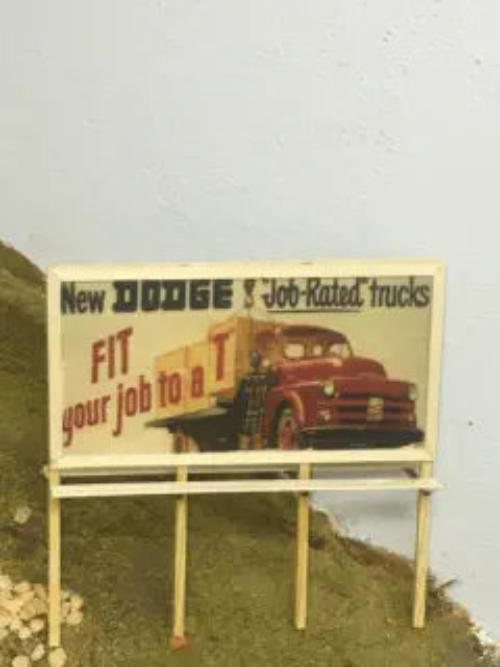 New DODGE "Job-Rated" trucks
FIT
your job to a T